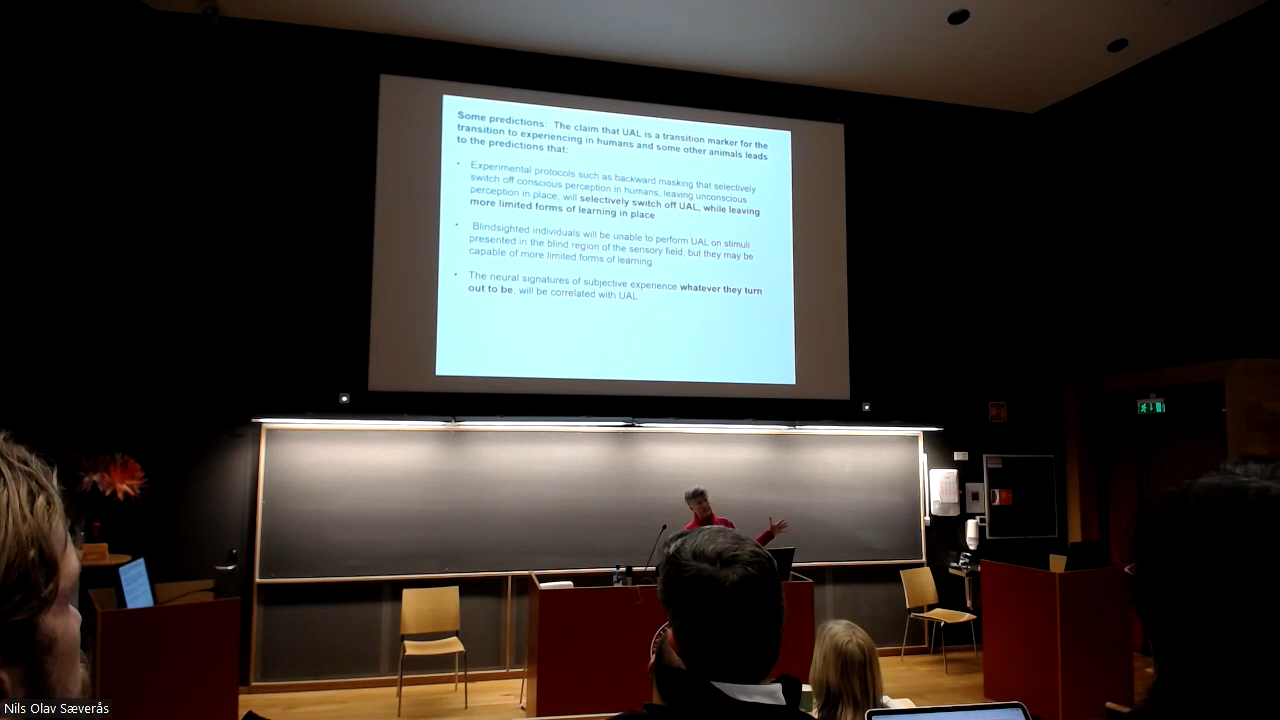 Some predictions: The claim that UAL is a transition marker for the
transition to experiencing in humans and some other animals leads
to the predictions that:
• Experimental protocols such as backward masking that selectively
switch off conscious perception in humans, leaving unconscious
perception in place, will selectively switch off UAL, while leaving
more limited forms of learning in place
• Blindsighted individuals will be unable to perform UAL on stimuli
presented in the blind region of the sensory field, but they may be
capable of more limited forms of learning
• The neural signatures of subjective experience whatever they turn
out to be, will be correlated with UAL
Nils Olav Sæverås